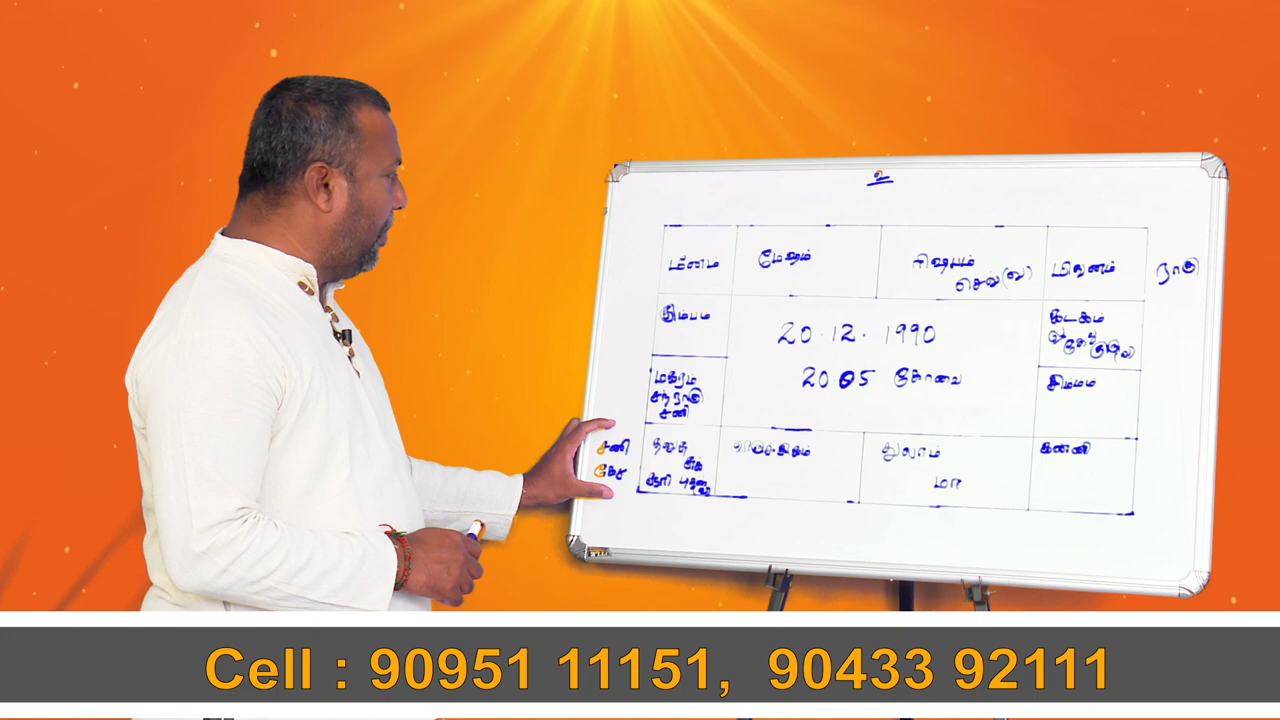 உ
மீனம் மேஷம் ரிஷபம் மிதுனம் ராகு
செவ்(வ)
கும்பம் கடகம்
20.12.1990
20.05 கோவை
மகரம் சிம்மம்
சந் ராகு
சனி
சனி தனுசு விருச்சிகம் துலாம் கன்னி
கேது
மா
Cell : 90951 11151, 90433 92111